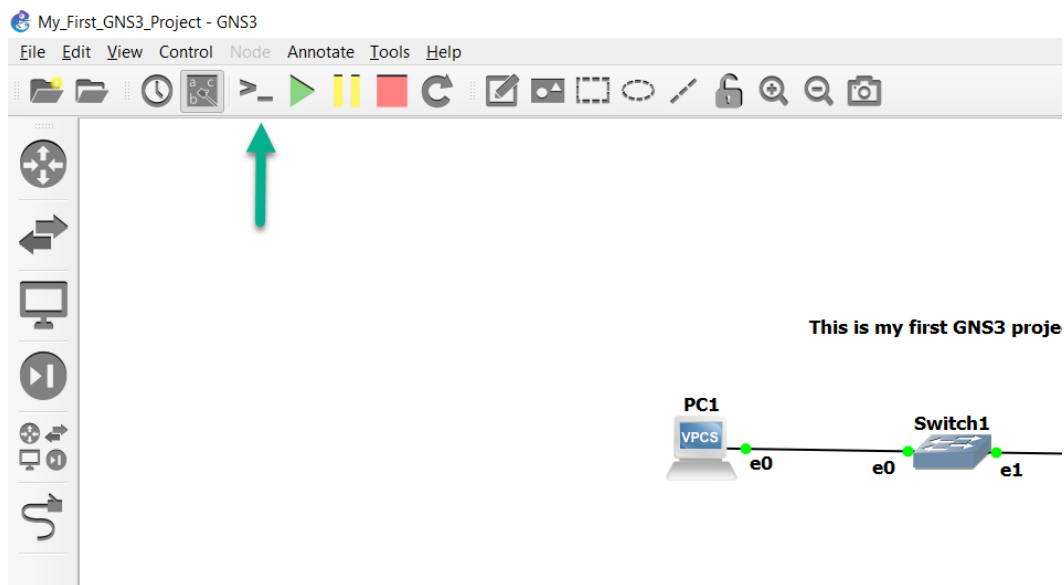 My_First_GNS3_Project - GNS3
File Edit View Control Node Annotate Tools Help
a c
b
>_
This is my first GNS3 proje
PC1
Switch1
VPCS
e0
e0
e1